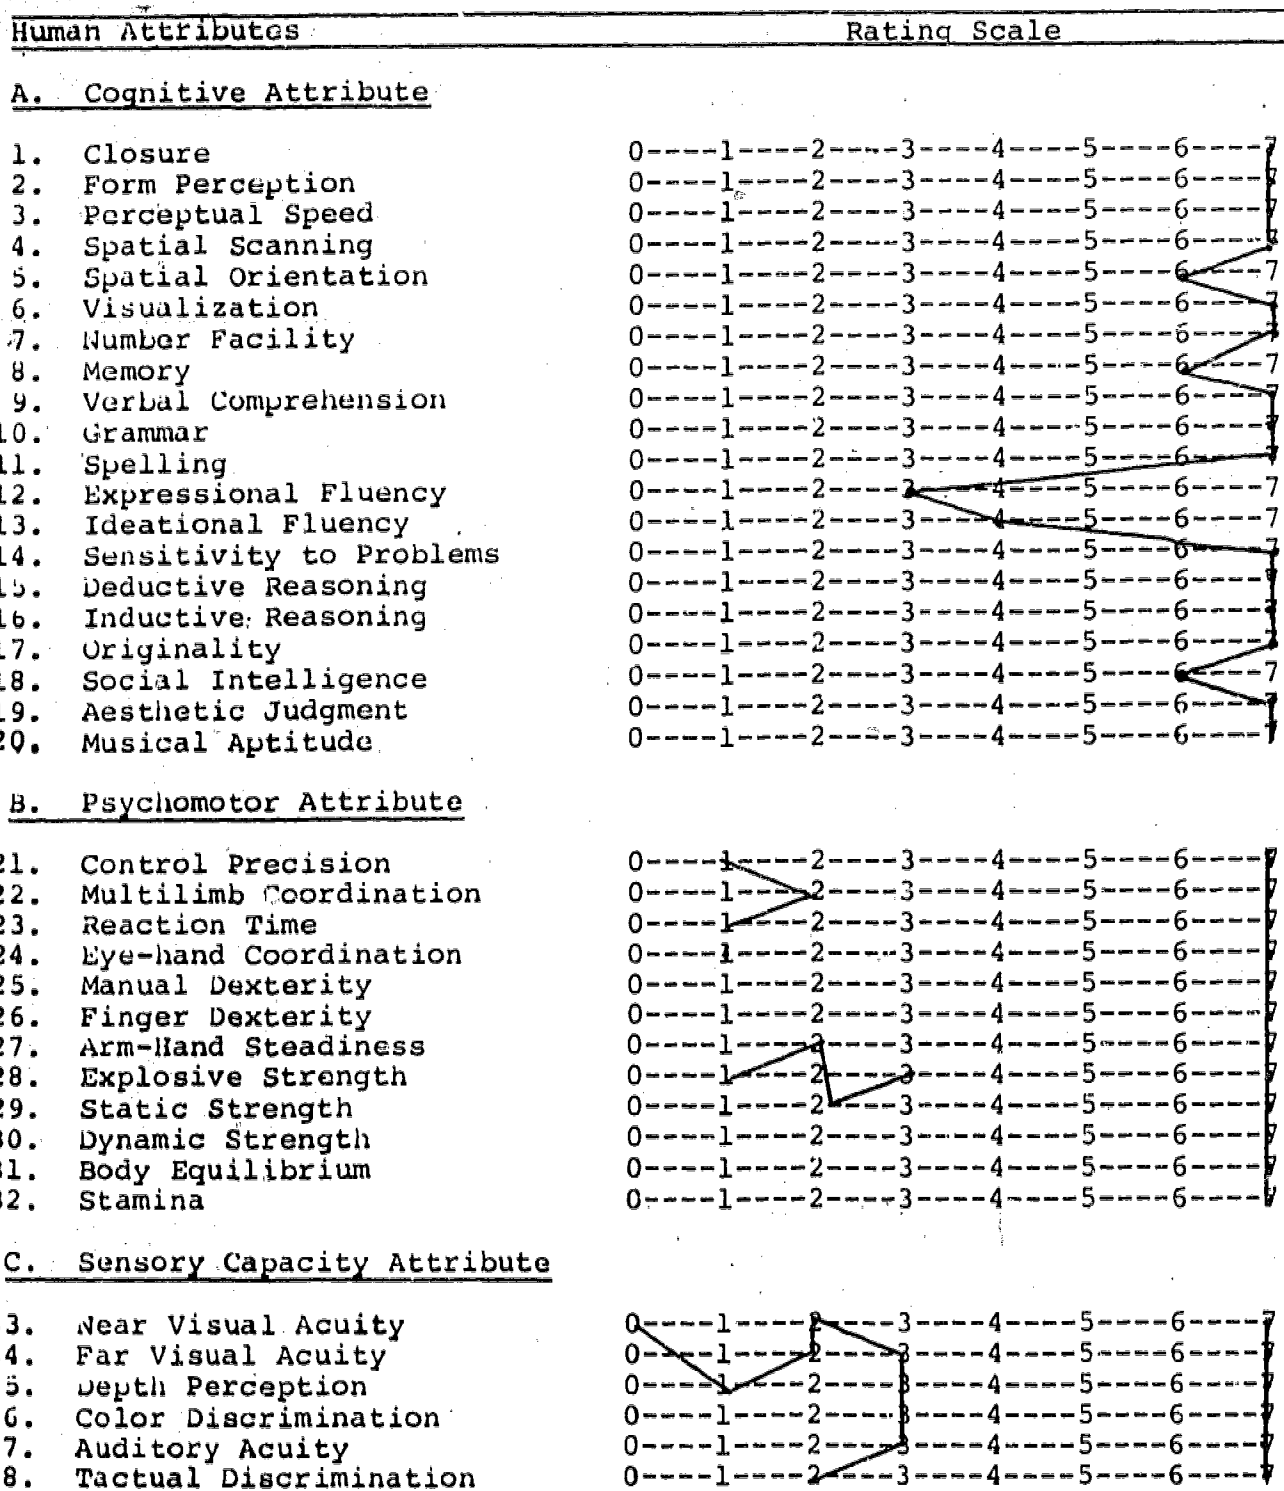 Human Attributes Rating Scale
A. Cognitive Attribute
1. Closure 0----1----2----3----4----5----6----7
2. Form Perception 0----1----2----3----4----5----6----7
3. Perceptual Speed 0----1----2----3----4----5----6----7
4. Spatial Scanning 0----1----2----3----4----5----6----7
5. Spatial Orientation 0----1----2----3----4----5----6----7
6. Visualization 0----1----2----3----4----5----6----7
7. Number Facility 0----1----2----3----4----5----6----7
8. Memory 0----1----2----3----4----5----6----7
9. Verbal Comprehension 0----1----2----3----4----5----6----7
10. Grammar 0----1----2----3----4----5----6----7
11. Spelling 0----1----2----3----4----5----6----7
12. Expressional Fluency 0----1----2----3----4----5----6----7
13. Ideational Fluency 0----1----2----3----4----5----6----7
14. Sensitivity to Problems 0----1----2----3----4----5----6----7
15. Deductive Reasoning 0----1----2----3----4----5----6----7
16. Inductive Reasoning 0----1----2----3----4----5----6----7
17. Originality 0----1----2----3----4----5----6----7
18. Social Intelligence 0----1----2----3----4----5----6----7
19. Aesthetic Judgment 0----1----2----3----4----5----6----7
20. Musical Aptitude 0----1----2----3----4----5----6----7
B. Psychomotor Attribute
21. Control Precision 0----1----2----3----4----5----6----7
22. Multilimb Coordination 0----1----2----3----4----5----6----7
23. Reaction Time 0----1----2----3----4----5----6----7
24. Eye-hand Coordination 0----1----2----3----4----5----6----7
25. Manual Dexterity 0----1----2----3----4----5----6----7
26. Finger Dexterity 0----1----2----3----4----5----6----7
27. Arm-Hand Steadiness 0----1----2----3----4----5----6----7
28. Explosive Strength 0----1----2----3----4----5----6----7
29. Static Strength 0----1----2----3----4----5----6----7
30. Dynamic Strength 0----1----2----3----4----5----6----7
31. Body Equilibrium 0----1----2----3----4----5----6----7
32. Stamina 0----1----2----3----4----5----6----7
C. Sensory Capacity Attribute
3. Near Visual Acuity 0----1----2----3----4----5----6----7
4. Far Visual Acuity 0----1----2----3----4----5----6----7
5. Depth Perception 0----1----2----3----4----5----6----7
6. Color Discrimination 0----1----2----3----4----5----6----7
7. Auditory Acuity 0----1----2----3----4----5----6----7
8. Tactual Discrimination 0----1----2----3----4----5----6----7